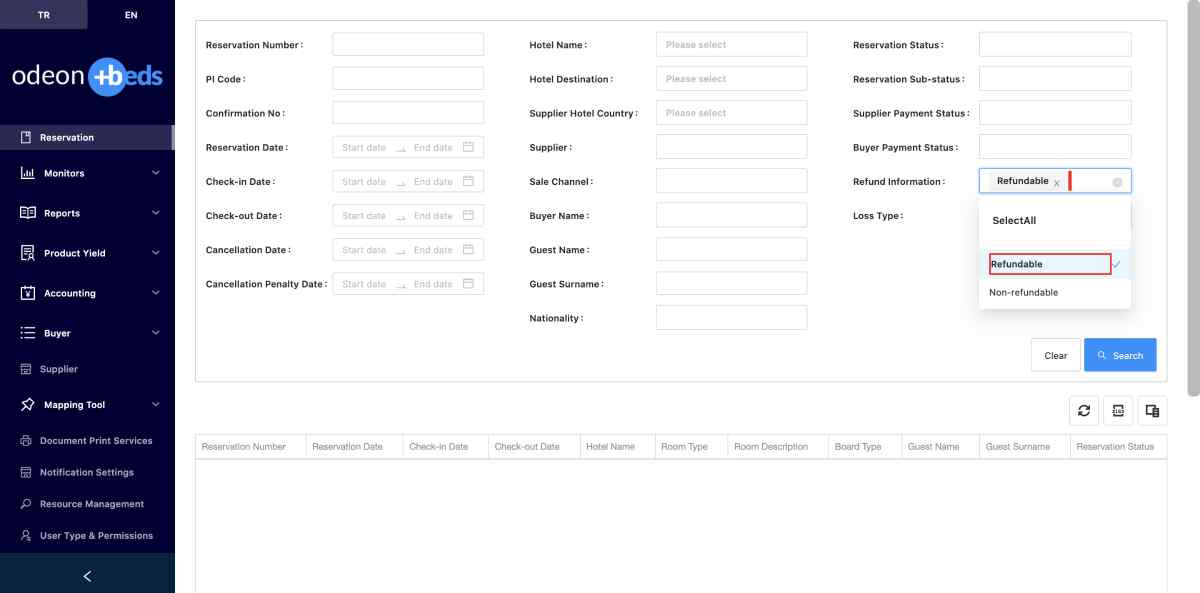 TR
EN
odeon +beds
Reservation
Monitors
Reports
Product Yield
Accounting
Buyer
Supplier
Mapping Tool
Document Print Services
Notification Settings
Resource Management
User Type & Permissions
Reservation Number :
PI Code :
Confirmation No :
Reservation Date : Start date End date
Check-in Date : Start date End date
Check-out Date : Start date End date
Cancellation Date : Start date End date
Cancellation Penalty Date : Start date End date
Hotel Name : Please select
Hotel Destination : Please select
Supplier Hotel Country : Please select
Supplier :
Sale Channel :
Buyer Name :
Guest Name :
Guest Surname :
Nationality :
Reservation Status :
Reservation Sub-status :
Supplier Payment Status :
Buyer Payment Status :
Refund Information : Refundable x
Loss Type :
SelectAll
Refundable
Non-refundable
Clear
Search
Reservation Number Reservation Date Check-in Date Check-out Date Hotel Name Room Type Room Description Board Type Guest Name Guest Surname Reservation Status